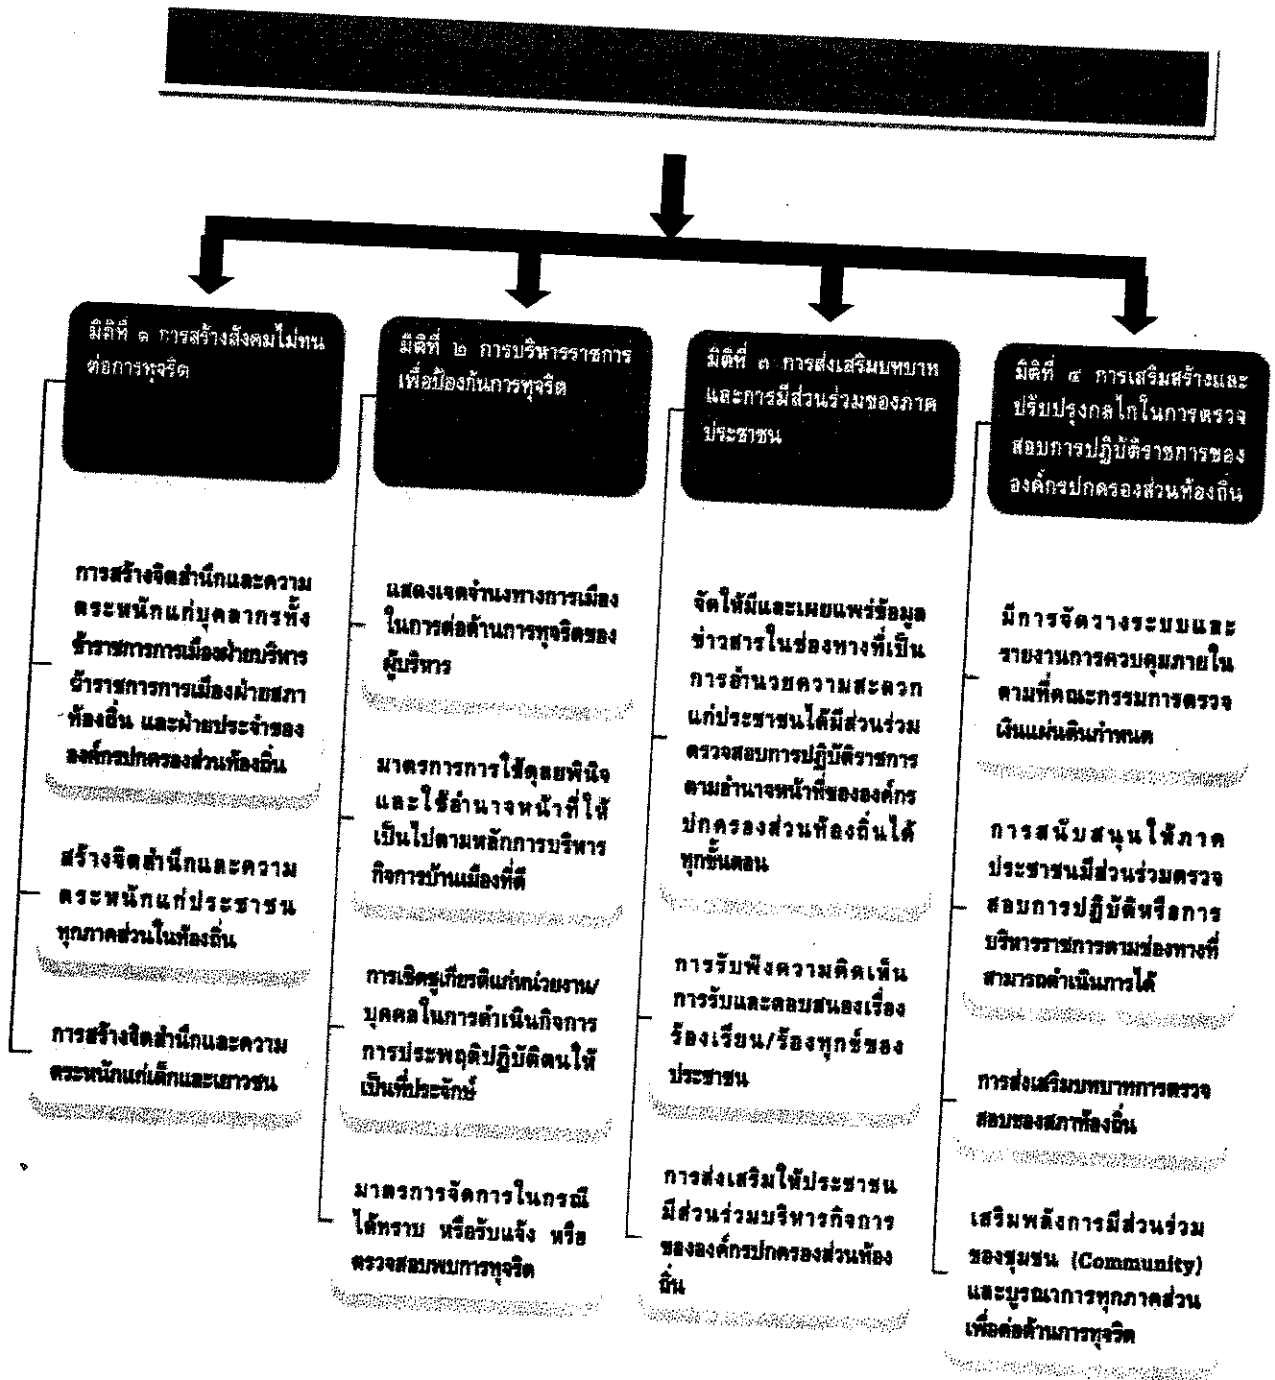 มิติที่ ๑ การสร้างสังคมไม่ทน
ต่อการทุจริต
การสร้างจิตสำนึกและความ
ตระหนักแก่บุคลากรทั้ง
ข้าราชการการเมืองฝ่ายบริหาร
ข้าราชการการเมืองฝ่ายสภา
ท้องถิ่น และฝ่ายประจำของ
องค์กรปกครองส่วนท้องถิ่น
สร้างจิตสำนึกและความ
ตระหนักแก่ประชาชน
ทุกภาคส่วนในท้องถิ่น
การสร้างจิตสำนึกและความ
ตระหนักแก่เด็กและเยาวชน
มิติที่ ๒ การบริหารราชการ
เพื่อป้องกันการทุจริต
แสดงเจตจำนงทางการเมือง
ในการต่อต้านการทุจริตของ
ผู้บริหาร
มาตรการการใช้ดุลยพินิจ
และใช้อำนาจหน้าที่ให้
เป็นไปตามหลักการบริหาร
กิจการบ้านเมืองที่ดี
การเชิดชูเกียรติแก่หน่วยงาน/
บุคคลในการดำเนินกิจการ
การประพฤติปฏิบัติตนให้
เป็นที่ประจักษ์
มาตรการจัดการในกรณี
ได้ทราบ หรือรับแจ้ง หรือ
ตรวจสอบพบการทุจริต
มิติที่ ๓ การส่งเสริมบทบาท
และการมีส่วนร่วมของภาค
ประชาชน
จัดให้มีและเผยแพร่ข้อมูล
ข่าวสารในช่องทางที่เป็น
การอำนวยความสะดวก
แก่ประชาชนได้มีส่วนร่วม
ตรวจสอบการปฏิบัติราชการ
ตามอำนาจหน้าที่ขององค์กร
ปกครองส่วนท้องถิ่นได้
ทุกขั้นตอน
การรับฟังความคิดเห็น
การรับและตอบสนองเรื่อง
ร้องเรียน/ร้องทุกข์ของ
ประชาชน
การส่งเสริมให้ประชาชน
มีส่วนร่วมบริหารกิจการ
ขององค์กรปกครองส่วนท้อง
ถิ่น
มิติที่ ๔ การเสริมสร้างและ
ปรับปรุงกลไกในการตรวจ
สอบการปฏิบัติราชการของ
องค์กรปกครองส่วนท้องถิ่น
มีการจัดวางระบบและ
รายงานการควบคุมภายใน
ตามที่คณะกรรมการตรวจ
เงินแผ่นดินกำหนด
การสนับสนุนให้ภาค
ประชาชนมีส่วนร่วมตรวจ
สอบการปฏิบัติหรือการ
บริหารราชการตามช่องทางที่
สามารถดำเนินการได้
การส่งเสริมบทบาทการตรวจ
สอบของสภาท้องถิ่น
เสริมพลังการมีส่วนร่วม
ของชุมชน (Community)
และบูรณาการทุกภาคส่วน
เพื่อต่อต้านการทุจริต